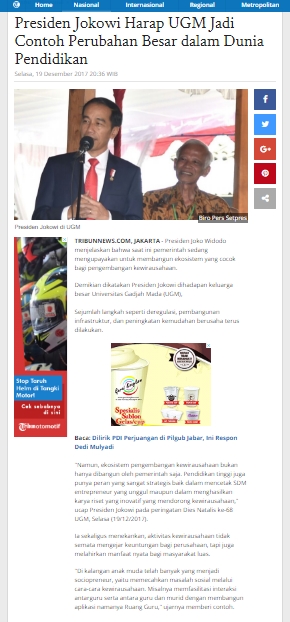 Home Nasional Internasional Regional Metropolitan
Presiden Jokowi Harap UGM Jadi
Contoh Perubahan Besar dalam Dunia
Pendidikan
Selasa, 19 Desember 2017 20:36 WIB
Biro Pers Setpres
Presiden Jokowi di UGM
TRIBUNNEWS.COM, JAKARTA - Presiden Joko Widodo
menjelaskan bahwa saat ini pemerintah sedang
mengupayakan untuk membangun ekosistem yang cocok
bagi pengembangan kewirausahaan.
Demikian dikatakan Presiden Jokowi dihadapan keluarga
besar Universitas Gadjah Mada (UGM),
Sejumlah langkah seperti deregulasi, pembangunan
infrastruktur, dan peningkatan kemudahan berusaha terus
dilakukan.
Stop Taruh
Helm di Tangki
Motor!
Cek sebabnya
di sini
Tribunotomotif
Spesialis
Sablon
Gelas/cup
Baca: Dilirik PDI Perjuangan di Pilgub Jabar, Ini Respon
Dedi Mulyadi
"Namun, ekosistem pengembangan kewirausahaan bukan
hanya dibangun oleh pemerintah saja. Pendidikan tinggi juga
punya peran yang sangat strategis baik dalam mencetak SDM
entrepreneur yang unggul maupun dalam menghasilkan
karya riset yang inovatif yang mendorong kewirausahaan,"
ucap Presiden Jokowi pada peringatan Dies Natalis ke-68
UGM, Selasa (19/12/2017).
Ia sekaligus menekankan, aktivitas kewirausahaan tidak
semata mengejar keuntungan bagi perusahaan, tapi juga
melahirkan manfaat nyata bagi masyarakat luas.
"Di kalangan anak muda telah banyak yang menjadi
sociopreneur, yaitu memecahkan masalah sosial melalui
cara-cara kewirausahaan. Misalnya memfasilitasi interaksi
antarguru serta antara guru dan murid dengan membangun
aplikasi namanya Ruang Guru," ujarnya memberi contoh.